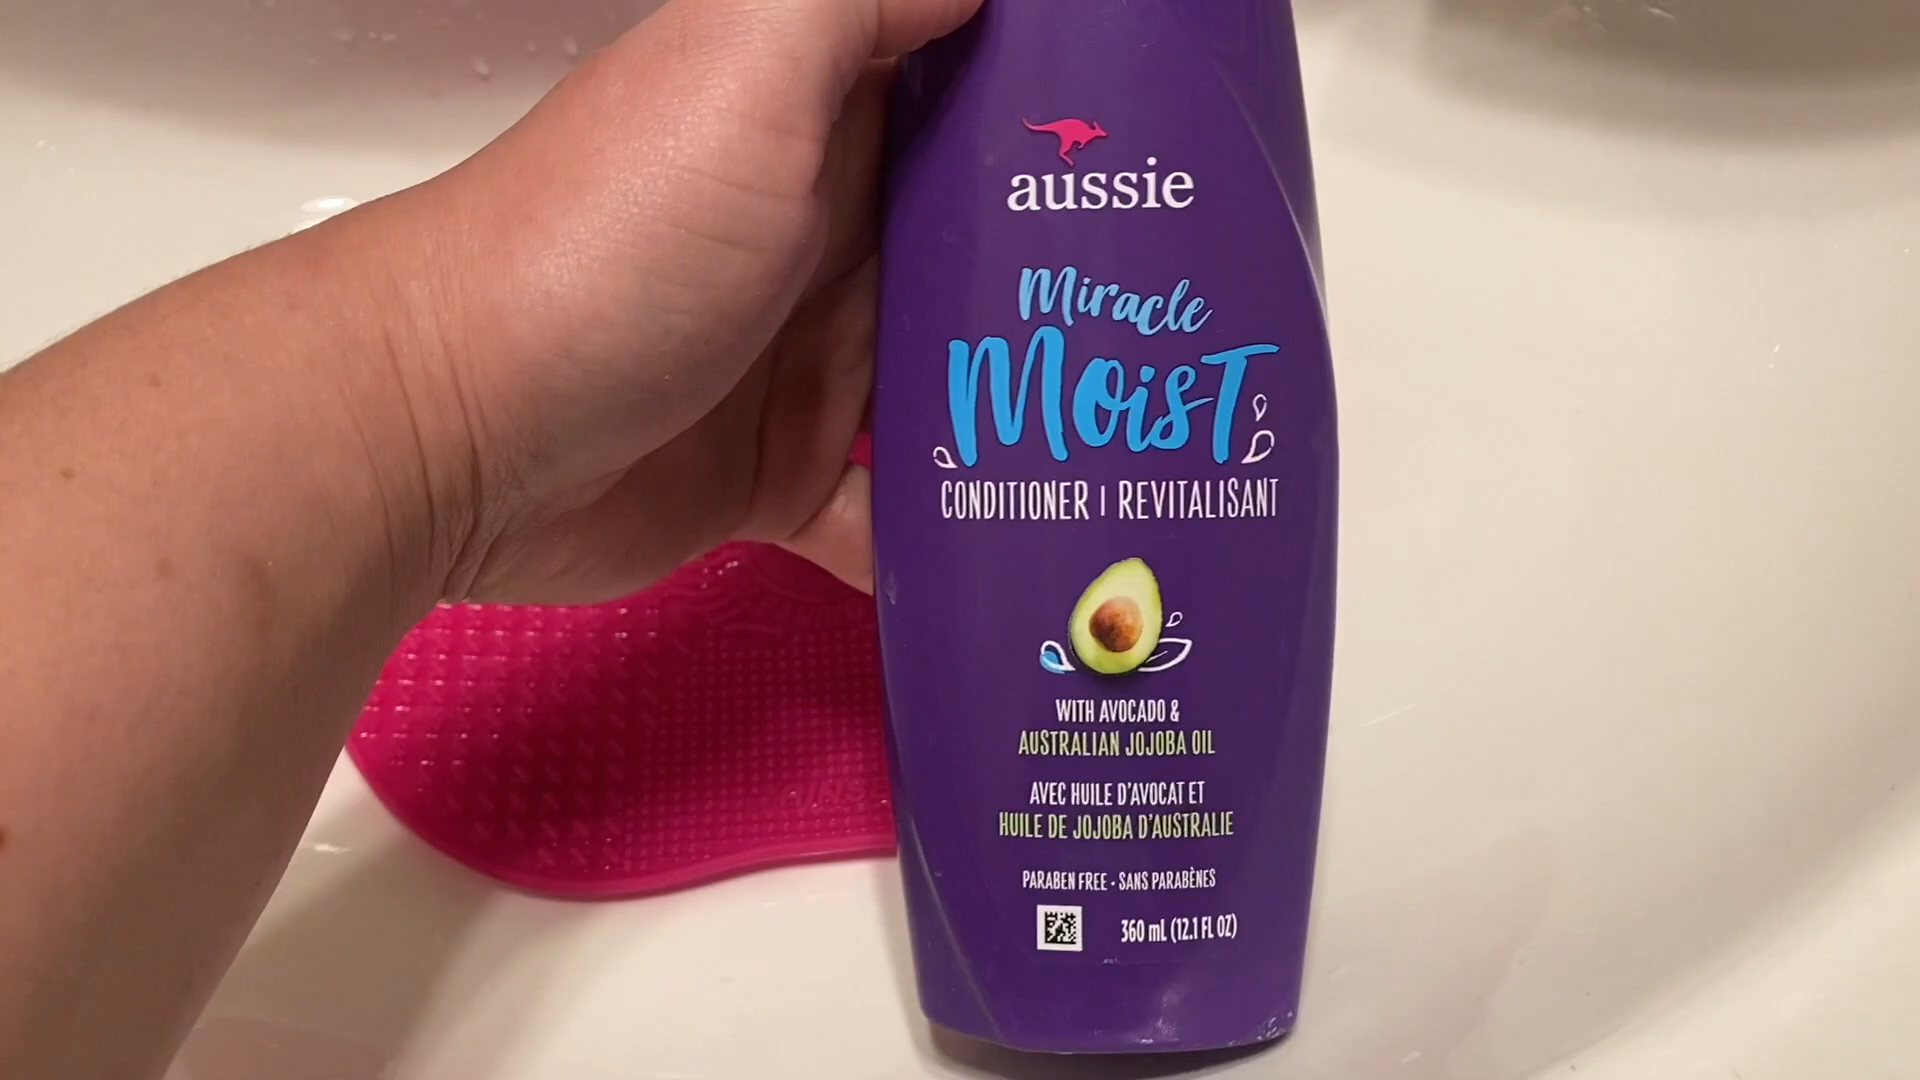 aussie
Miracle
Moist
CONDITIONER | REVITALISANT
WITH AVOCADO &
AUSTRALIAN JOJOBA OIL
AVEC HUILE D'AVOCAT ET
HUILE DE JOJOBA D'AUSTRALIE
PARABEN FREE • SANS PARABÈNES
360 mL (12.1 FL OZ)